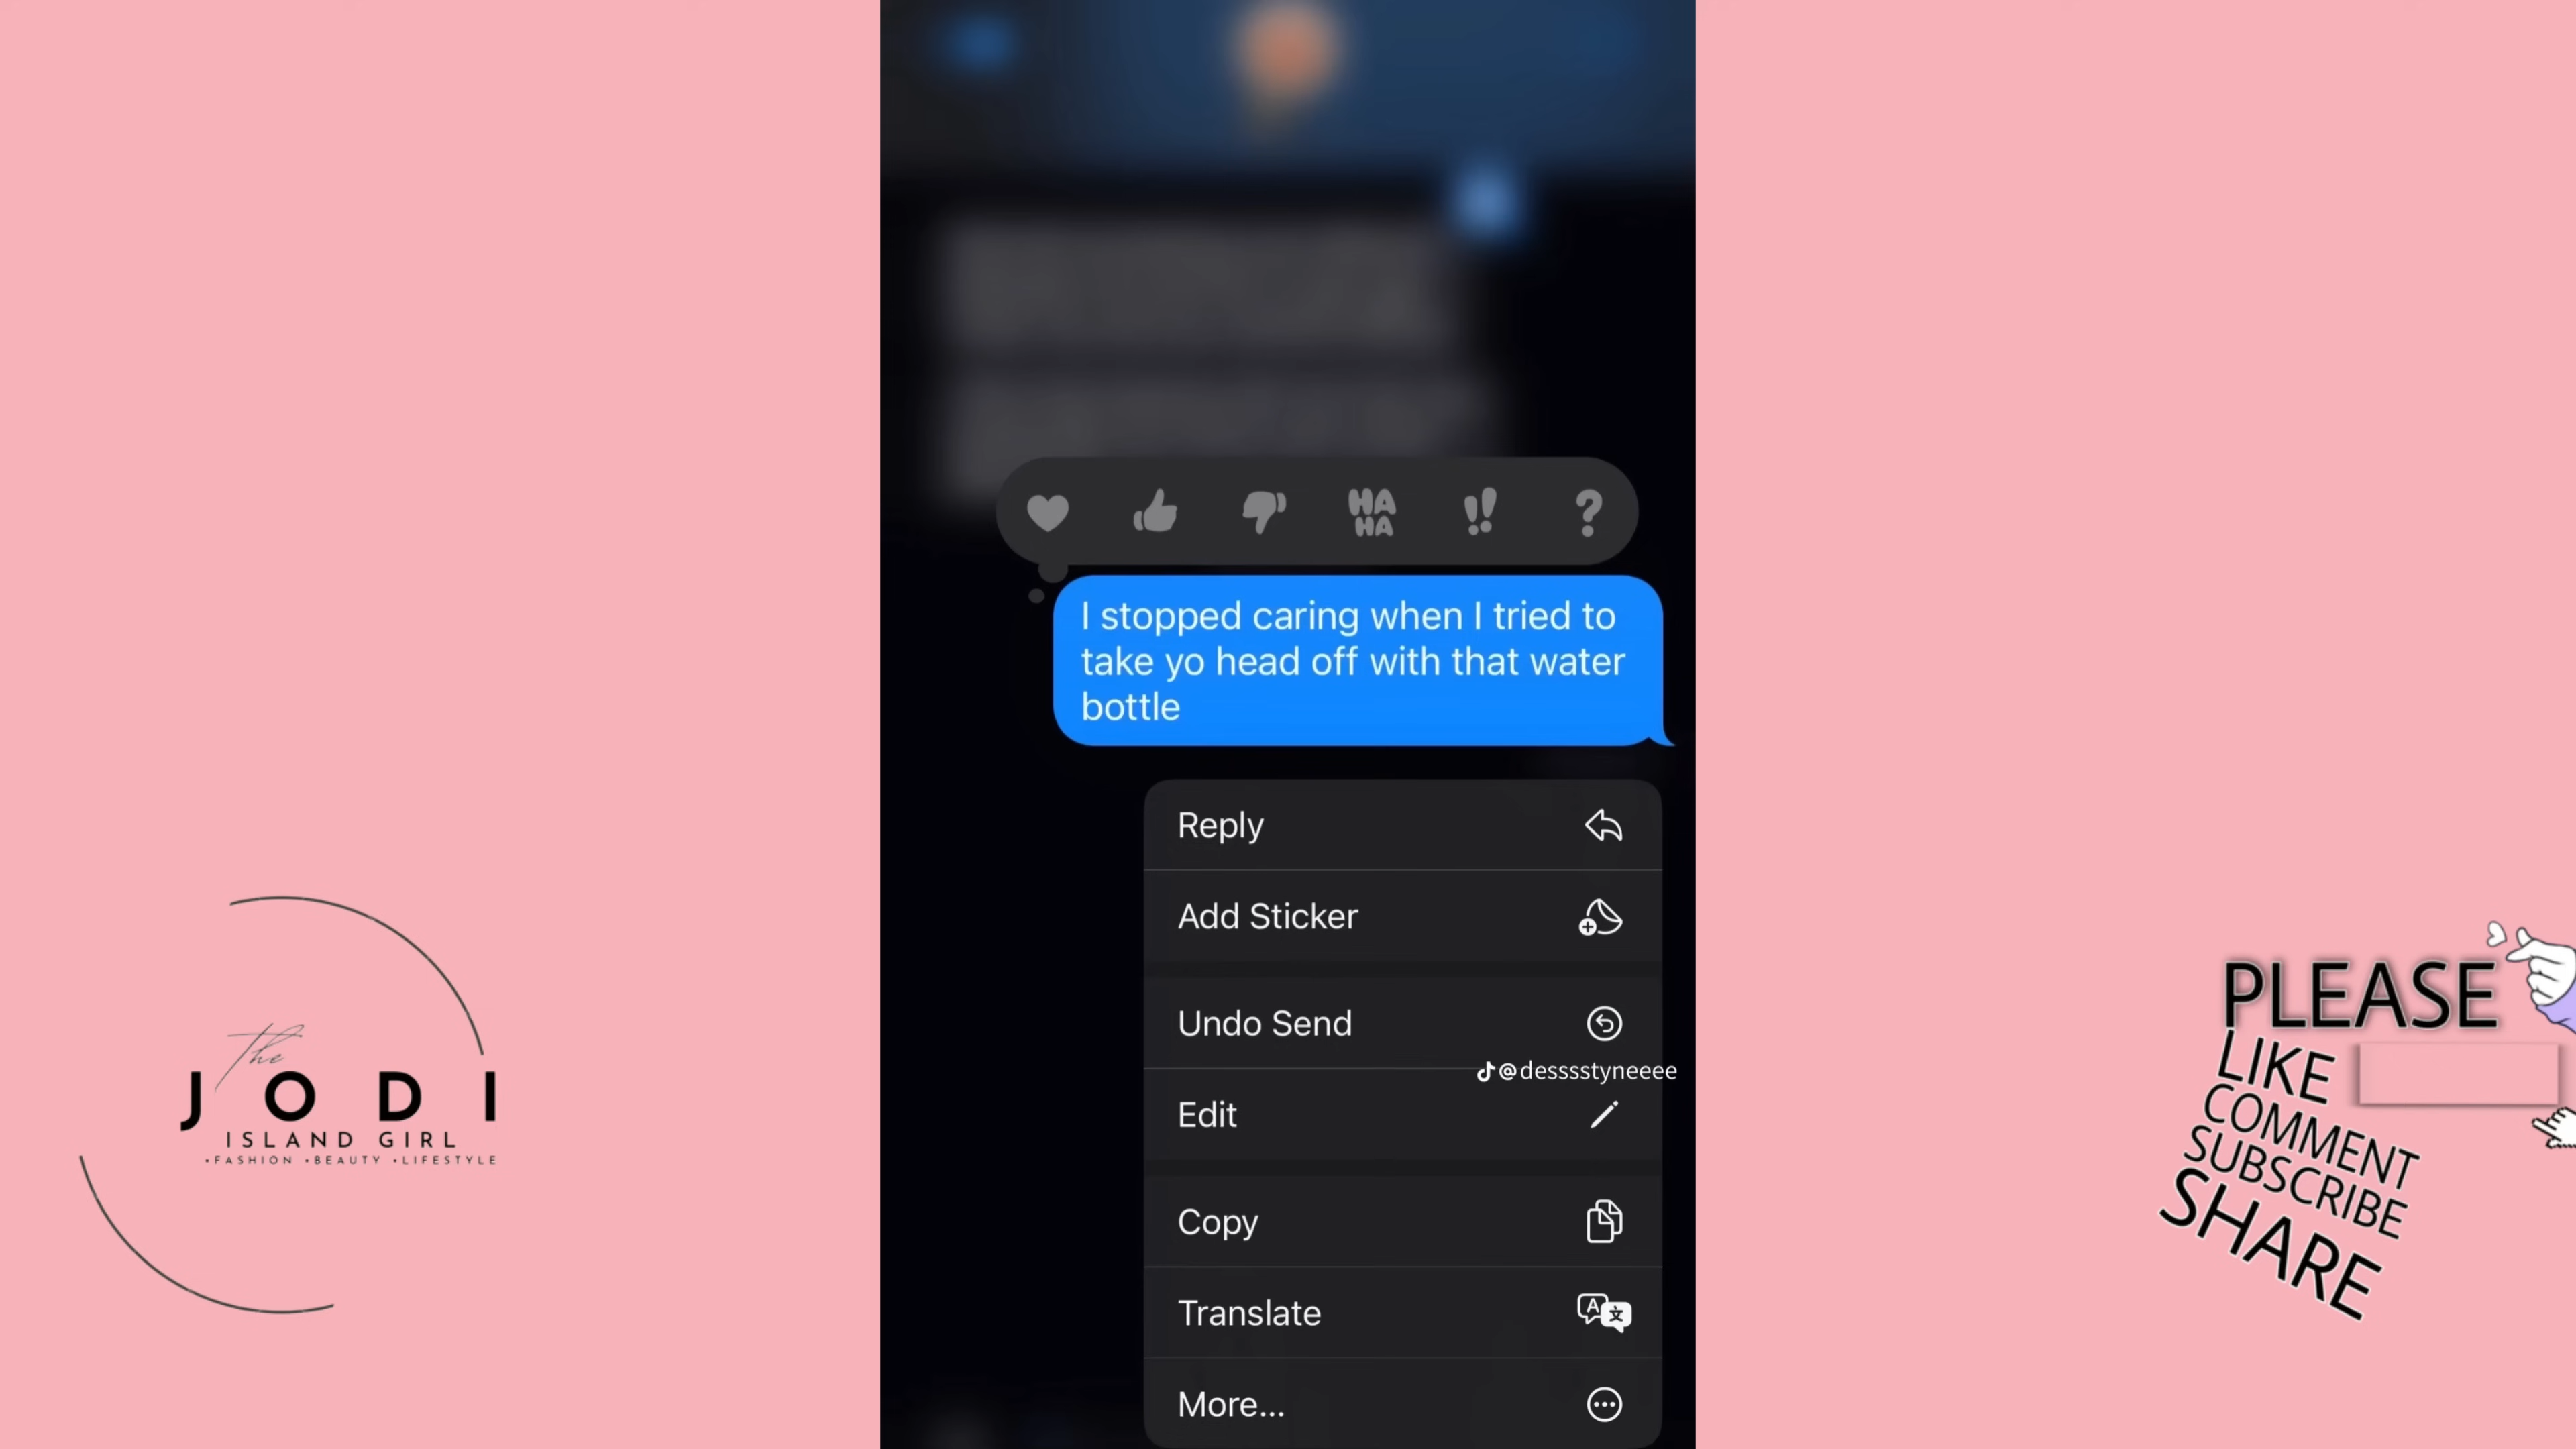 HA
HA
I stopped caring when I tried to
take yo head off with that water
bottle
Reply
Add Sticker
Undo Send
@desssstyneeee
Edit
Copy
Translate
More...
The
JODI
ISLAND GIRL
•FASHION •BEAUTY •LIFESTYLE
PLEASE
LIKE
COMMENT
SUBSCRIBE
SHARE